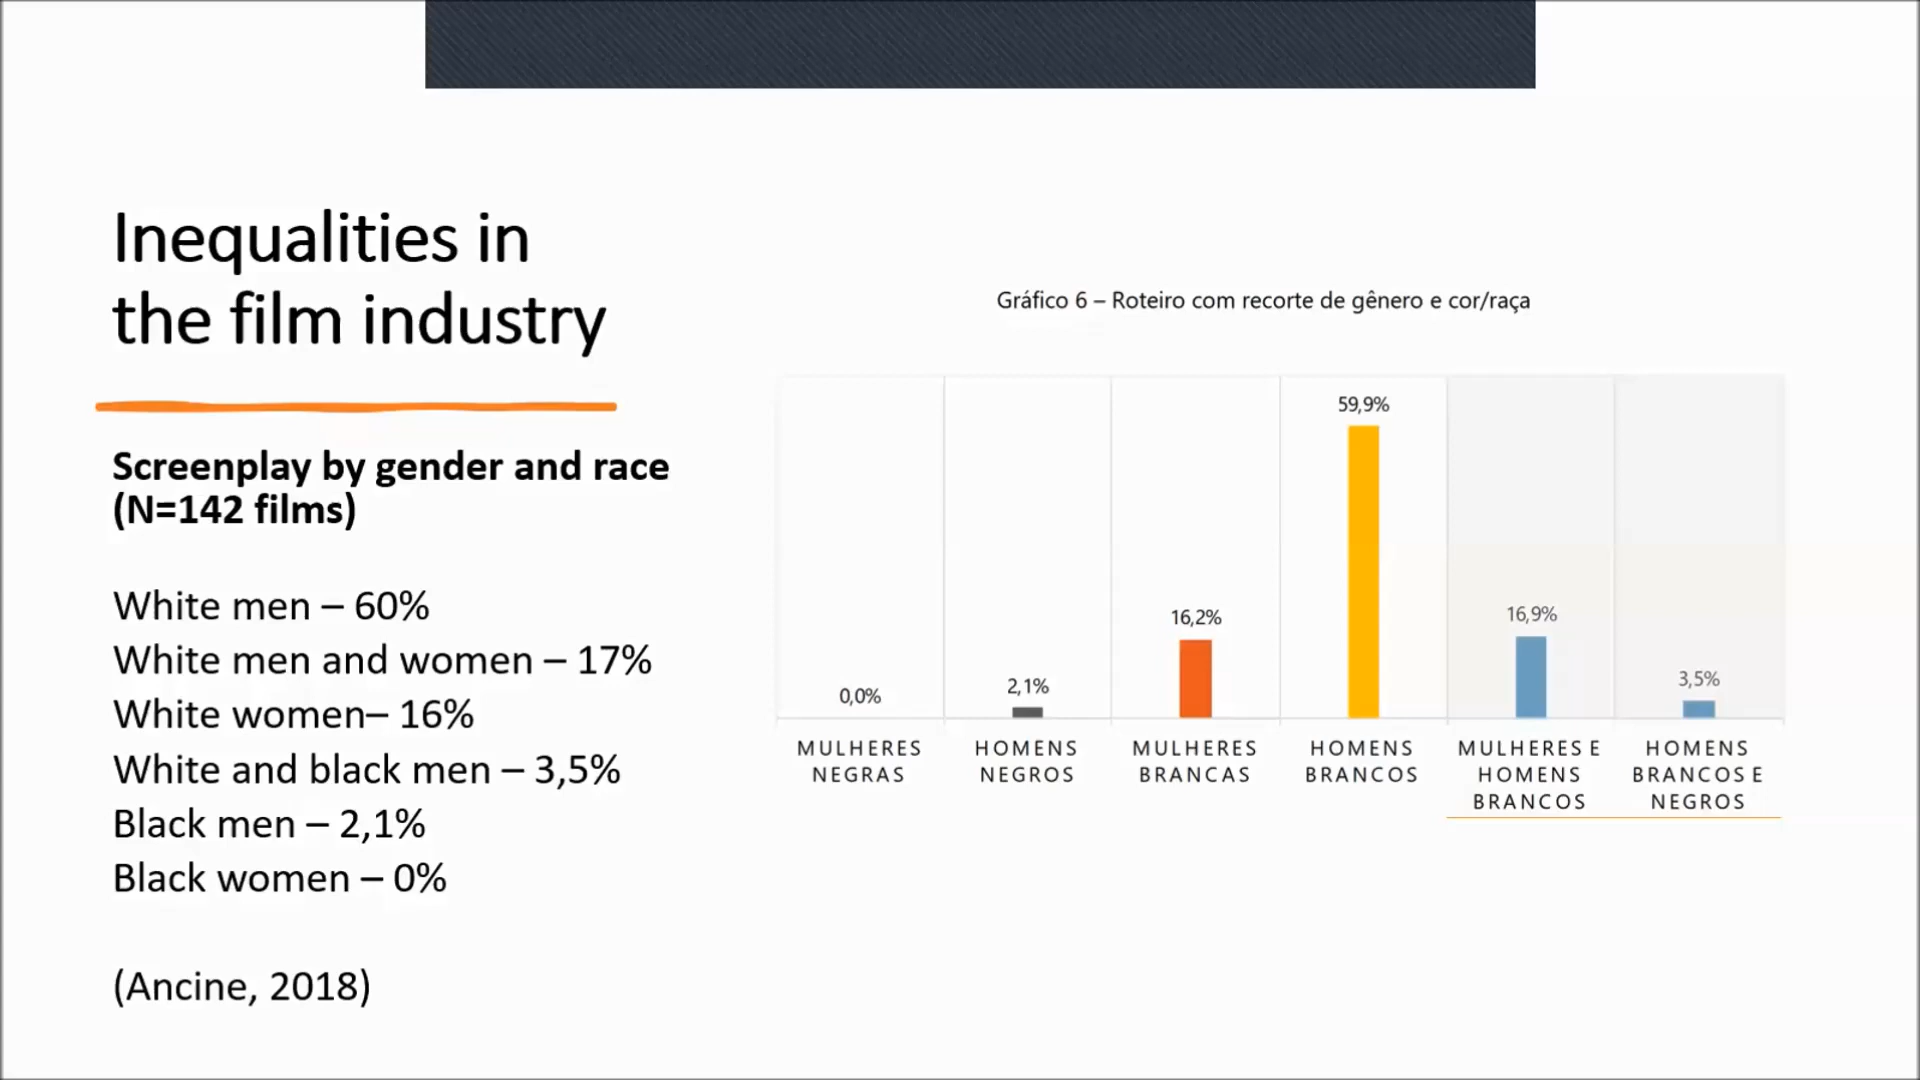 Inequalities in
the film industry
Screenplay by gender and race
(N=142 films)
White men – 60%
White men and women – 17%
White women– 16%
White and black men – 3,5%
Black men – 2,1%
Black women – 0%
(Ancine, 2018)
Gráfico 6 – Roteiro com recorte de gênero e cor/raça
0,0%
2,1%
16,2%
59,9%
16,9%
3,5%
MULHERES
NEGRAS
HOMENS
NEGROS
MULHERES
BRANCAS
HOMENS
BRANCOS
MULHERES E
HOMENS
BRANCOS
HOMENS
BRANCOS E
NEGROS